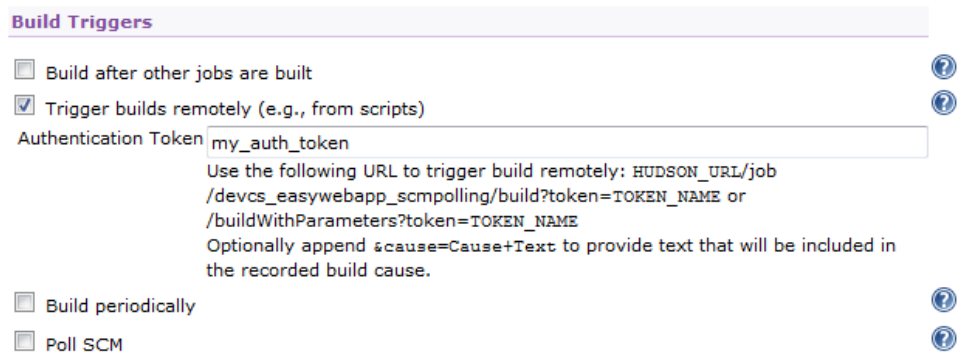 Build Triggers
Build after other jobs are built
Trigger builds remotely (e.g., from scripts)
Authentication Token my_auth_token
Use the following URL to trigger build remotely: HUDSON_URL/job
/devcs_easywebapp_scmpolling/build?token=TOKEN_NAME or
/buildWithParameters?token=TOKEN_NAME
Optionally append &cause=Cause+Text to provide text that will be included in
the recorded build cause.
Build periodically
Poll SCM